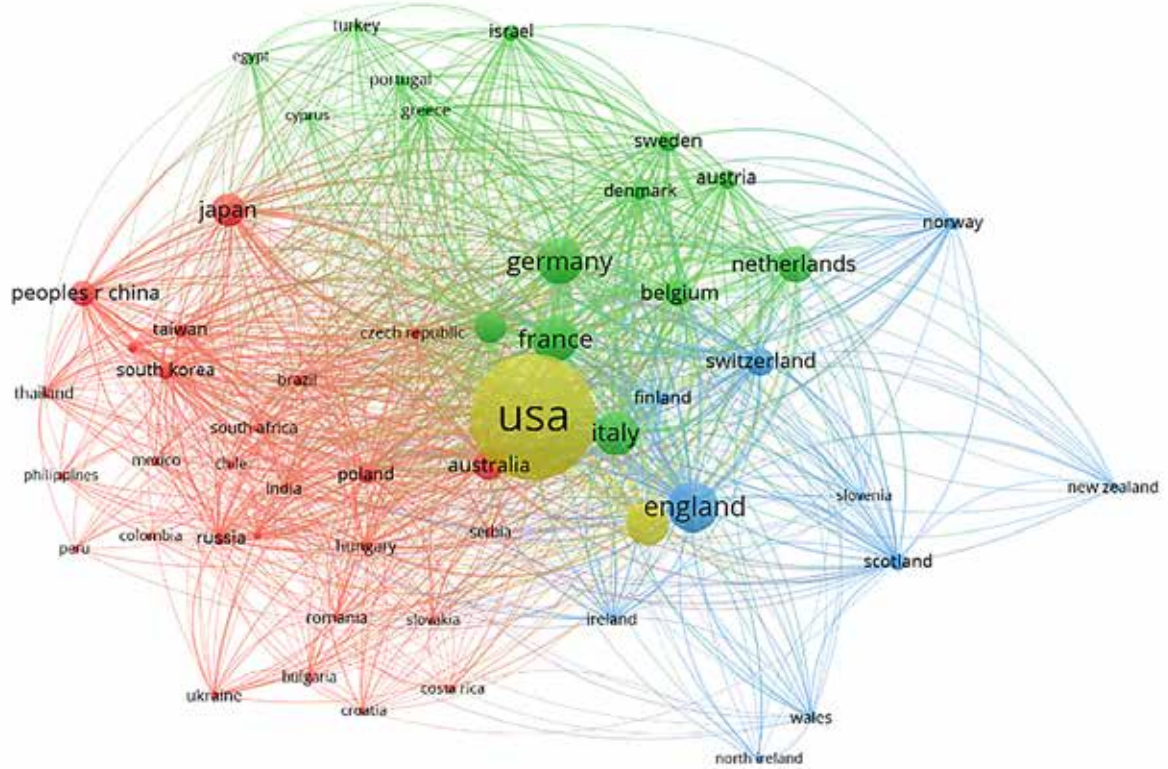 turkey
israel
egypt
portugal
greece
cyprus
sweden
austria
denmark
japan
norway
germany
netherlands
peoples r china
belgium
taiwan
czech republic
france
south korea
switzerland
brazil
thailand
finland
usa
south africa
italy
mexico
chile
australia
philippines
poland
india
new zealand
slovenia
england
serbia
colombia
russia
peru
hungary
scotland
romania
slovakia
ireland
bulgaria
costa rica
ukraine
croatia
wales
north ireland